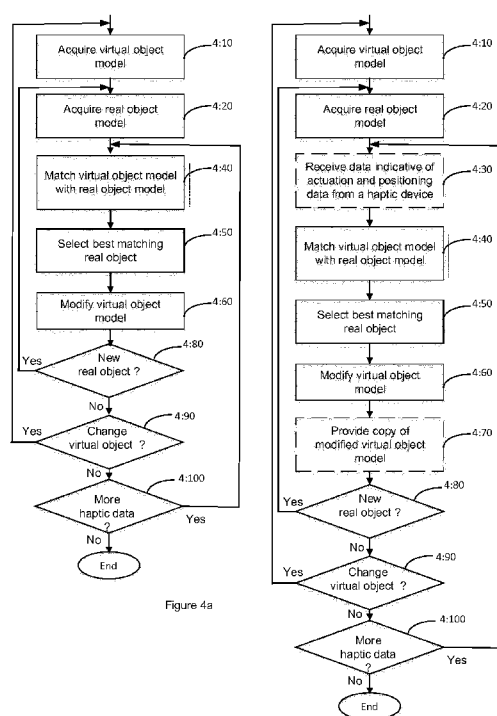 Acquire virtual object
model
4:10
Acquire real object
model
4:20
Match virtual object model
with real object model
4:40
Select best matching
real object
4:50
Modify virtual object
model
4:60
New
real object ?
4:80
Yes
No
Change
virtual object ?
4:90
Yes
No
More
haptic data
?
4:100
Yes
No
End
Figure 4a
Acquire virtual object
model
4:10
Acquire real object
model
4:20
Receive data indicative of
actuation and positioning
data from a haptic device
4:30
Match virtual object model
with real object model
4:40
Select best matching
real object
4:50
Modify virtual object
model
4:60
Provide copy of
modified virtual object
model
4:70
New
real object ?
4:80
Yes
No
Change
virtual object ?
4:90
Yes
No
More
haptic data
?
4:100
Yes
No
End